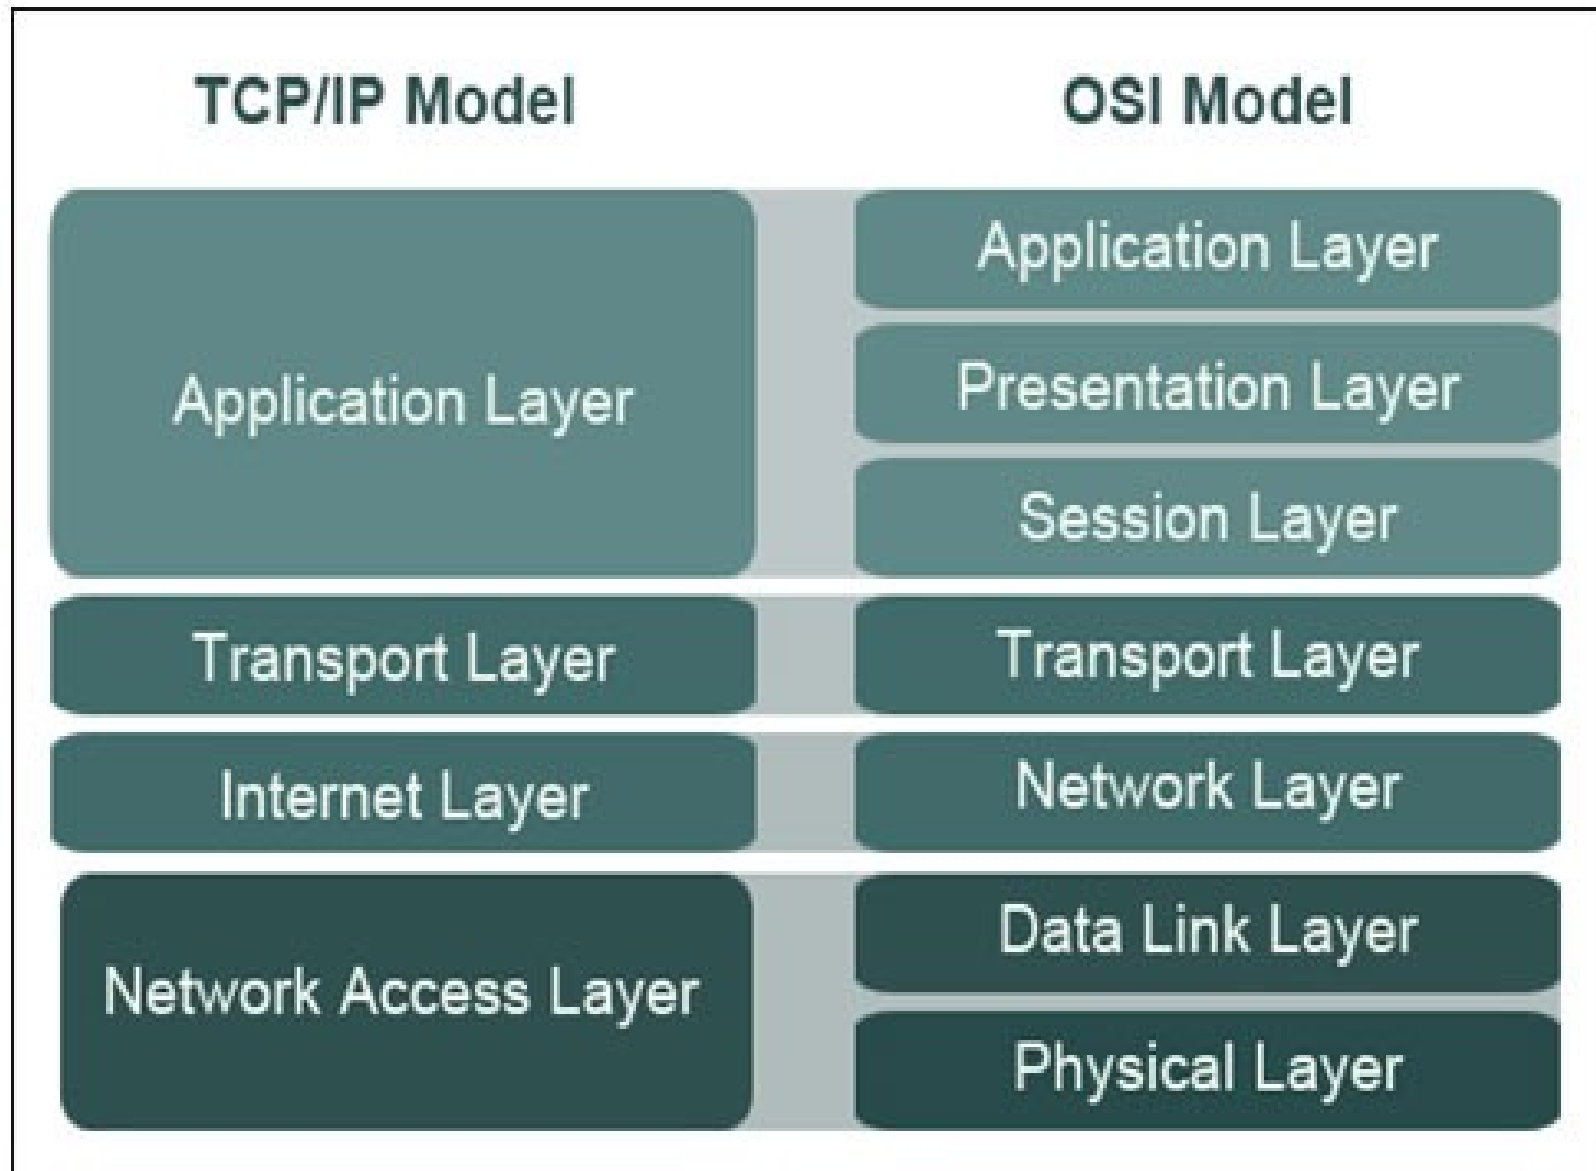 TCP/IP Model
Application Layer
Transport Layer
Internet Layer
Network Access Layer
OSI Model
Application Layer
Presentation Layer
Session Layer
Transport Layer
Network Layer
Data Link Layer
Physical Layer